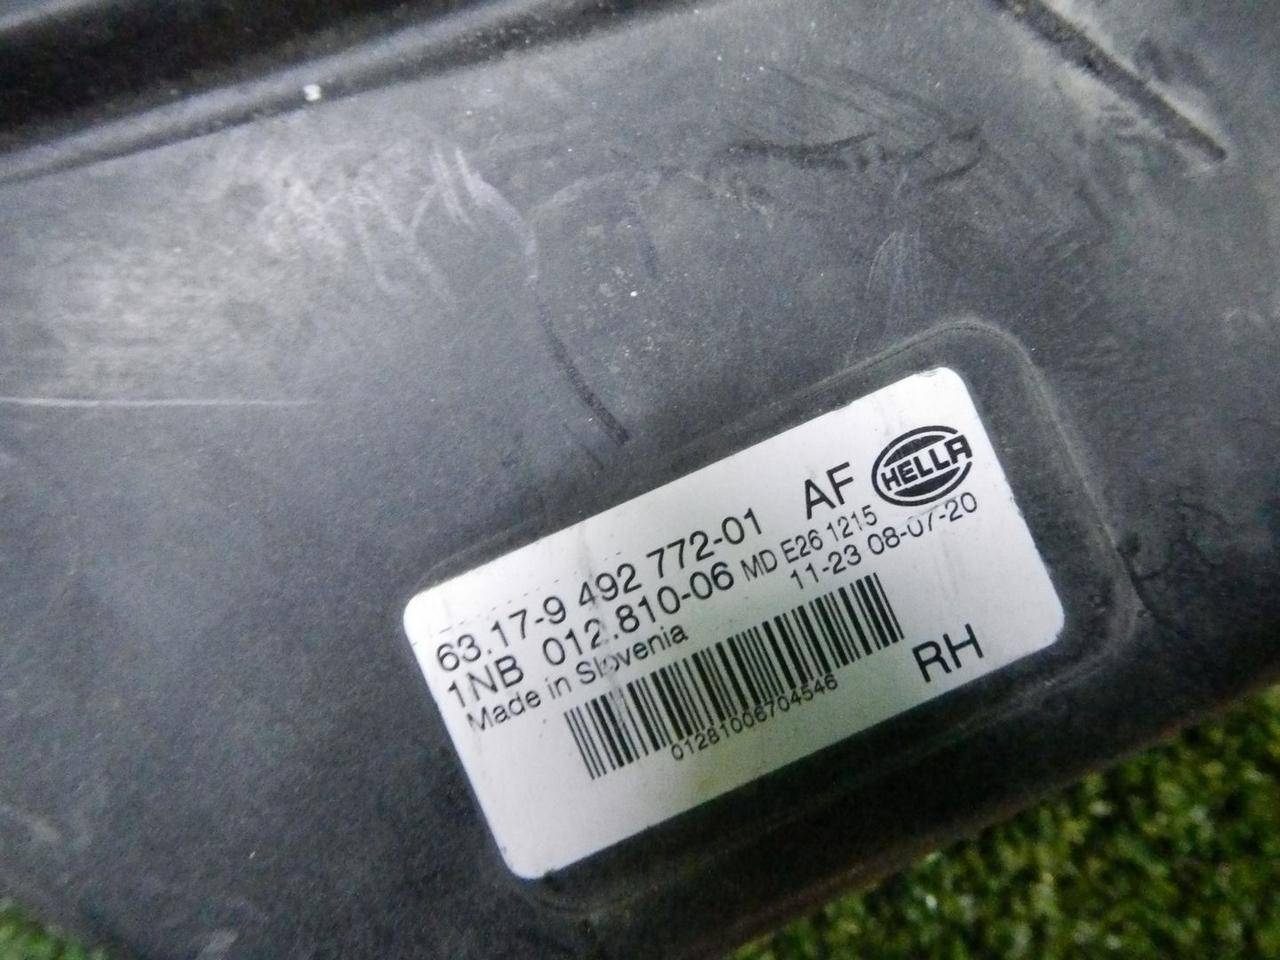 63.17-9 492 772-01 AF HELLA
1NB 012.810-06 MD E26 1215
Made in Slovenia 11-23 08-07-20
01281006704546
RH